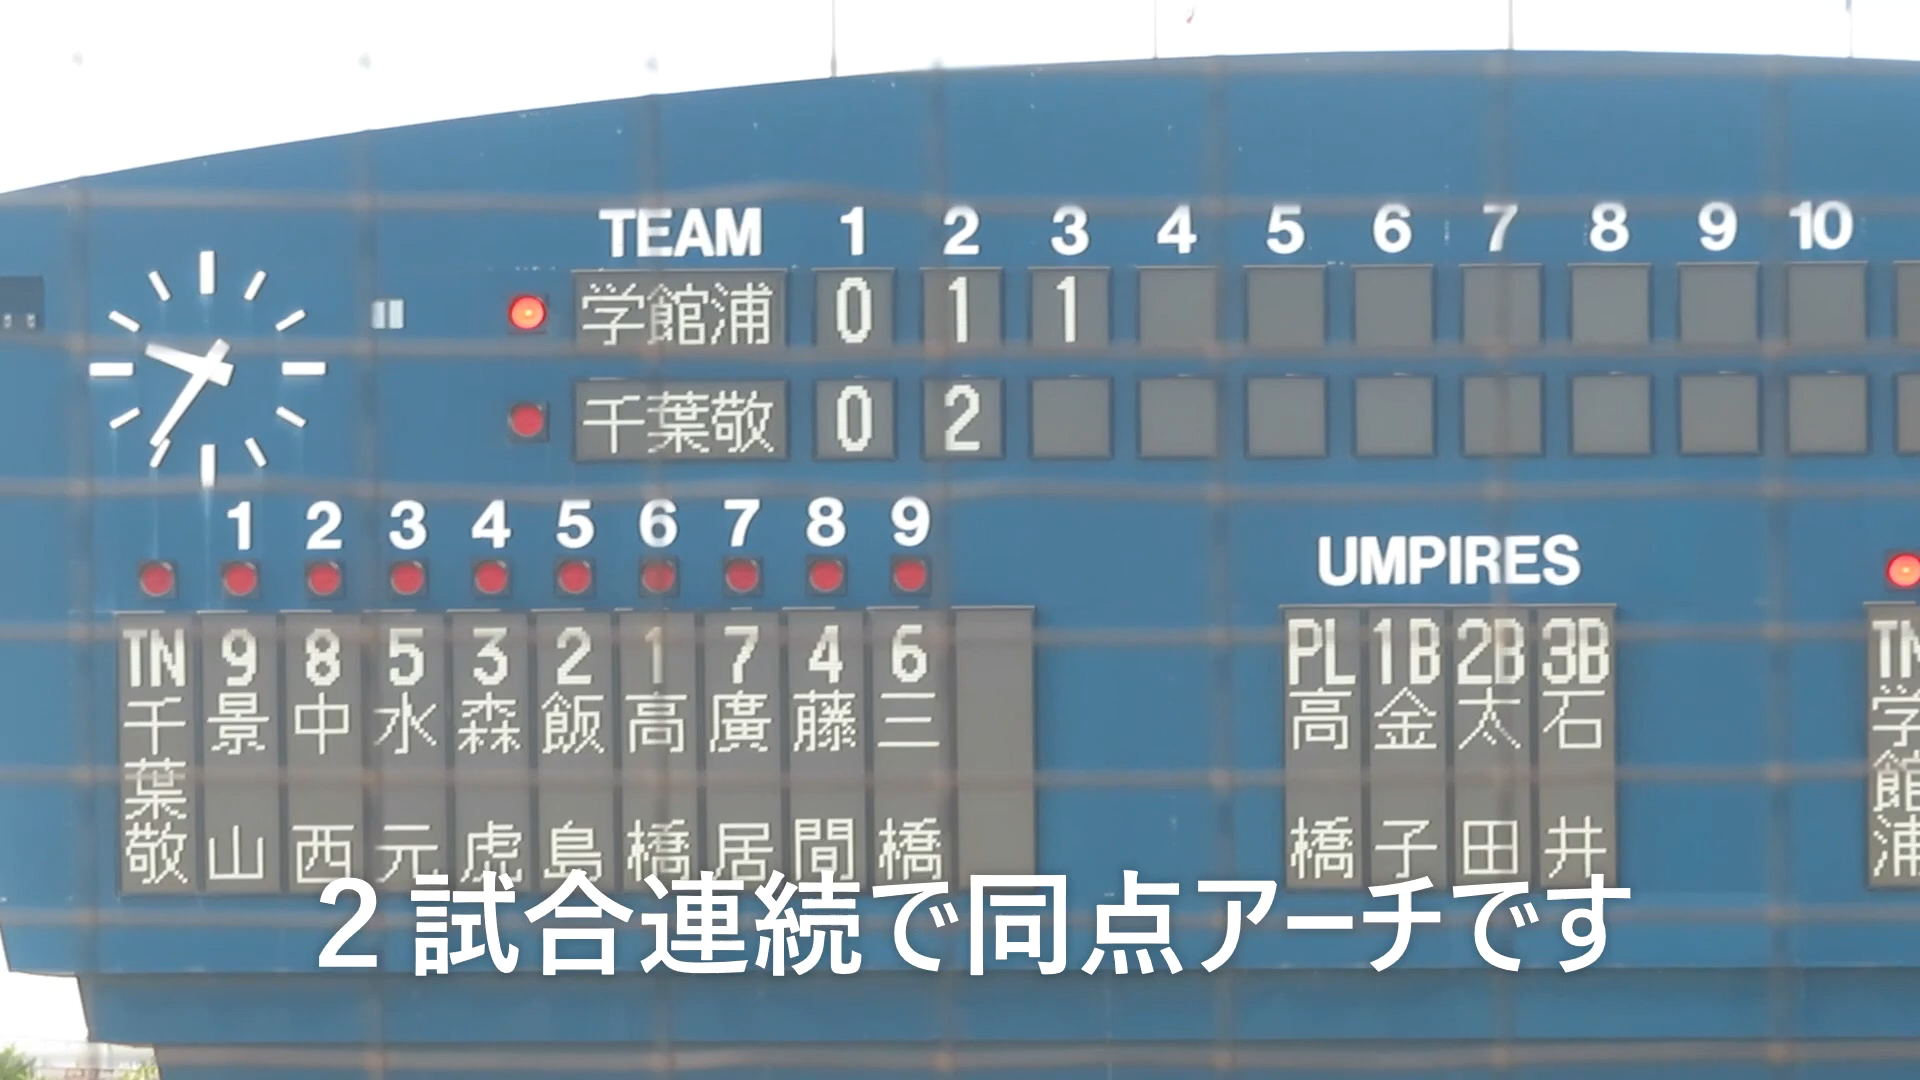 TEAM 1 2 3 4 5 6 7 8 9 10
学館浦 0 1 1
千葉敬 0 2
1 2 3 4 5 6 7 8 9
UMPIRES
TN 9 8 5 3 2 1 7 4 6
千葉敬 景山 中西 水元 森虎 飯島 高橋 廣居 藤間 三橋
PL 1B 2B 3B
高橋 金子 太田 石井
TN
学館浦
2試合連続で同点アーチです